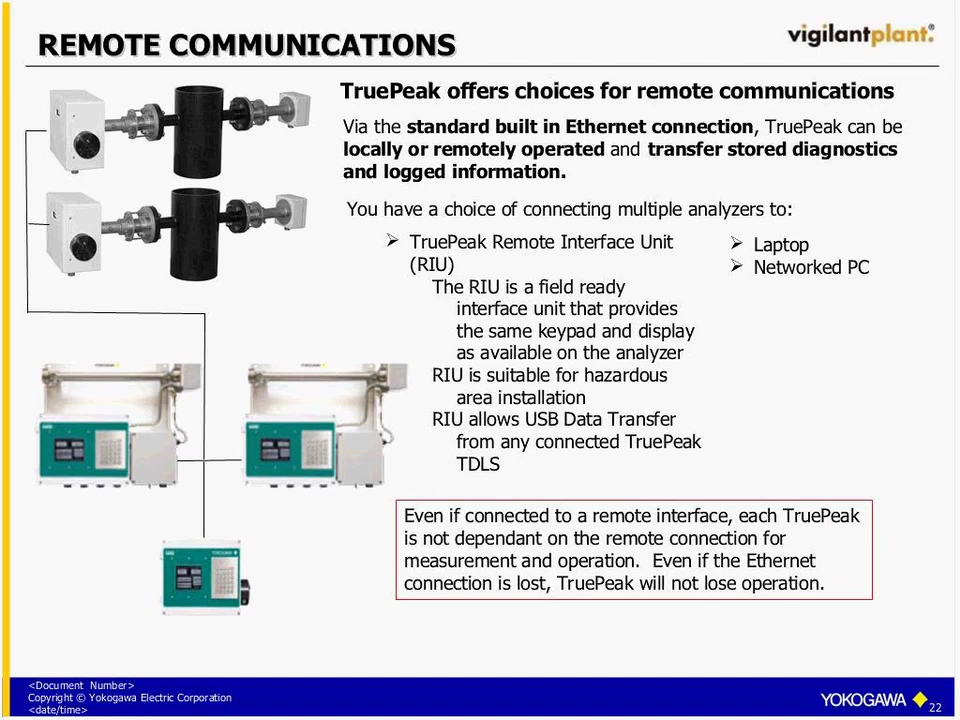 REMOTE COMMUNICATIONS
vigilantplant.®
TruePeak offers choices for remote communications
Via the standard built in Ethernet connection, TruePeak can be
locally or remotely operated and transfer stored diagnostics
and logged information.
You have a choice of connecting multiple analyzers to:
➢ TruePeak Remote Interface Unit
(RIU)
The RIU is a field ready
interface unit that provides
the same keypad and display
as available on the analyzer
RIU is suitable for hazardous
area installation
RIU allows USB Data Transfer
from any connected TruePeak
TDLS
➢ Laptop
➢ Networked PC
Even if connected to a remote interface, each TruePeak
is not dependant on the remote connection for
measurement and operation.  Even if the Ethernet
connection is lost, TruePeak will not lose operation.
YOKOGAWA
<Document Number>
Copyright © Yokogawa Electric Corporation
<date/time>
YOKOGAWA
22